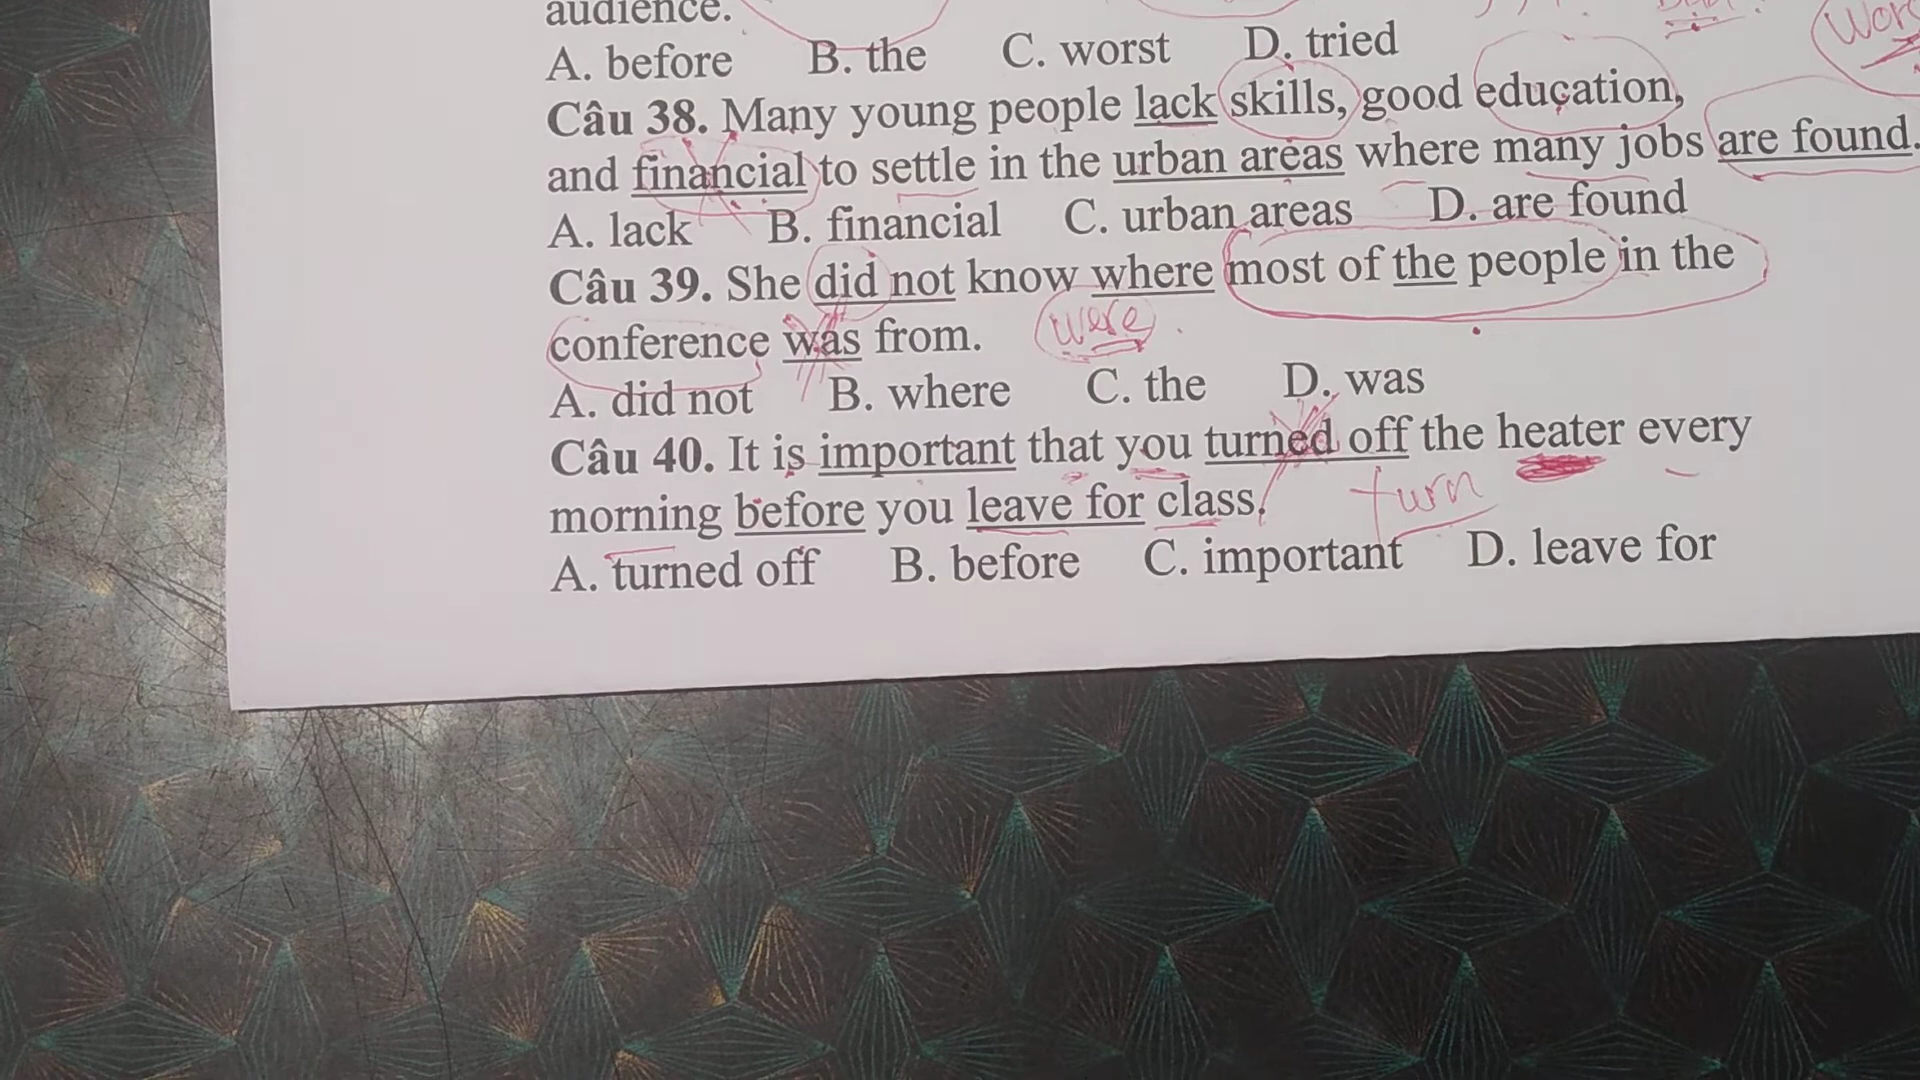 audience.
A. before B. the C. worst D. tried
Câu 38. Many young people lack skills, good education,
and financial to settle in the urban areas where many jobs are found.
A. lack B. financial C. urban areas D. are found
Câu 39. She did not know where most of the people in the
conference was from. were
A. did not B. where C. the D. was
Câu 40. It is important that you turned off the heater every
morning before you leave for class. turn
A. turned off B. before C. important D. leave for